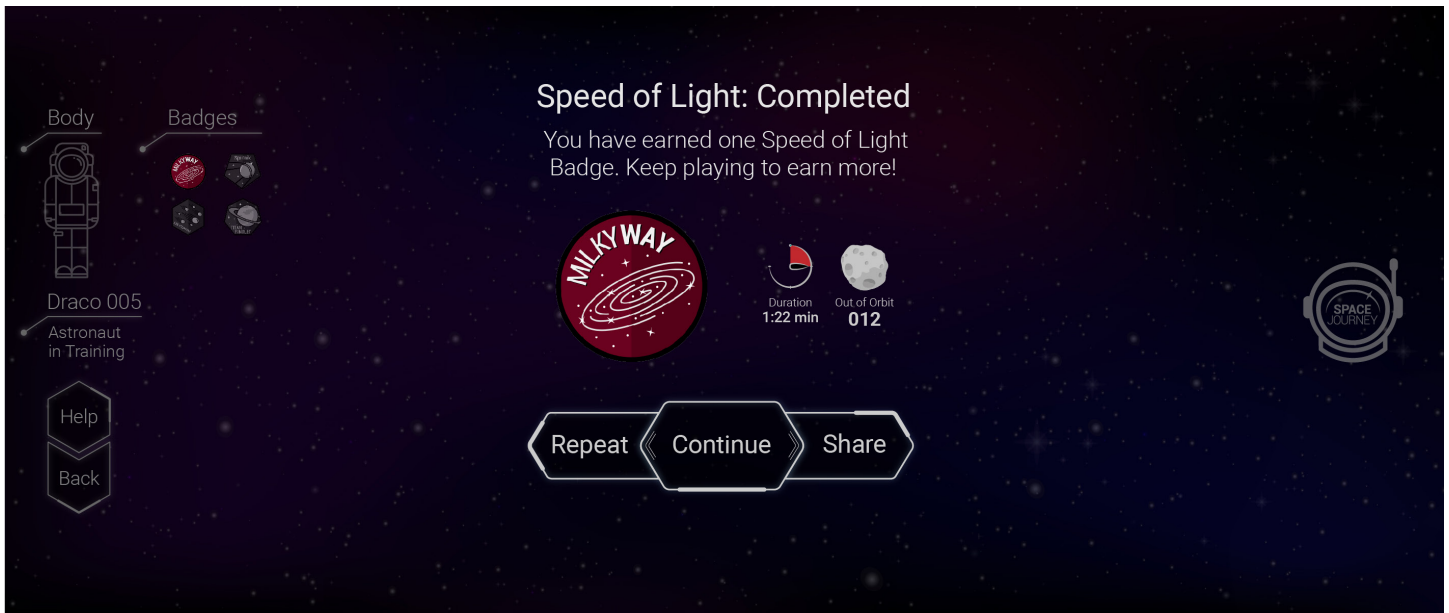 Speed of Light: Completed
You have earned one Speed of Light
Badge. Keep playing to earn more!
Body
Badges
MILKYWAY
MILKYWAY
Duration
1:22 min
Out of Orbit
012
Draco 005
Astronaut
in Training
SPACE
JOURNEY
Help
Back
Repeat
Continue
Share